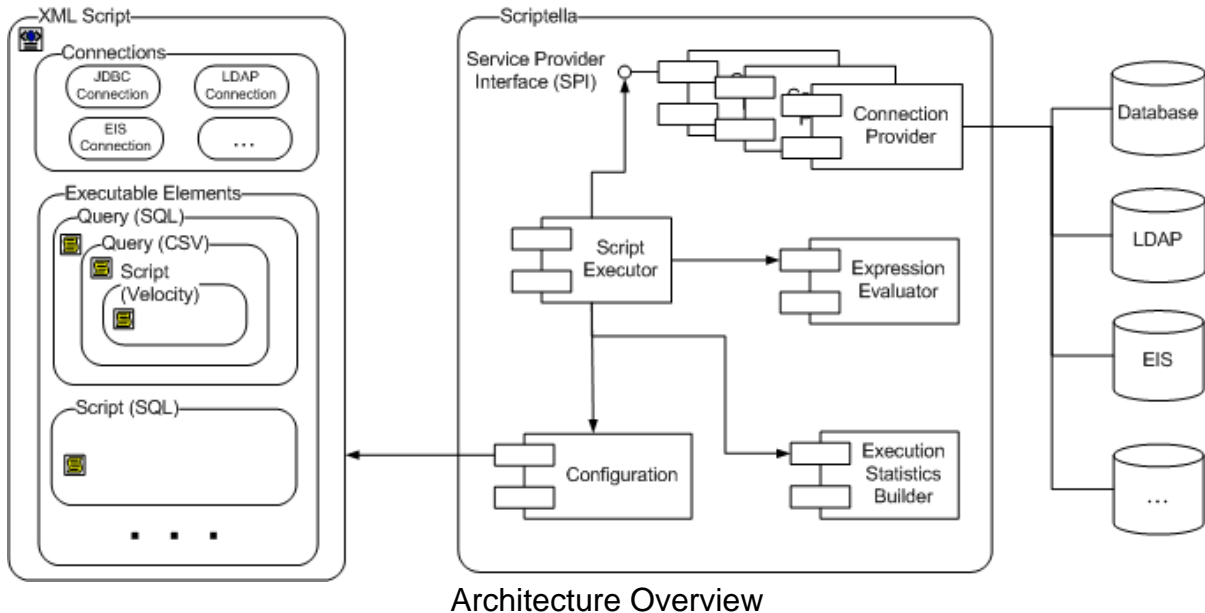 XML Script
Connections
JDBC
Connection
LDAP
Connection
EIS
Connection
...
Executable Elements
Query (SQL)
Query (CSV)
Script
(Velocity)
Script (SQL)
Scriptella
Service Provider
Interface (SPI)
Connection
Provider
Script
Executor
Expression
Evaluator
Configuration
Execution
Statistics
Builder
Database
LDAP
EIS
...
Architecture Overview